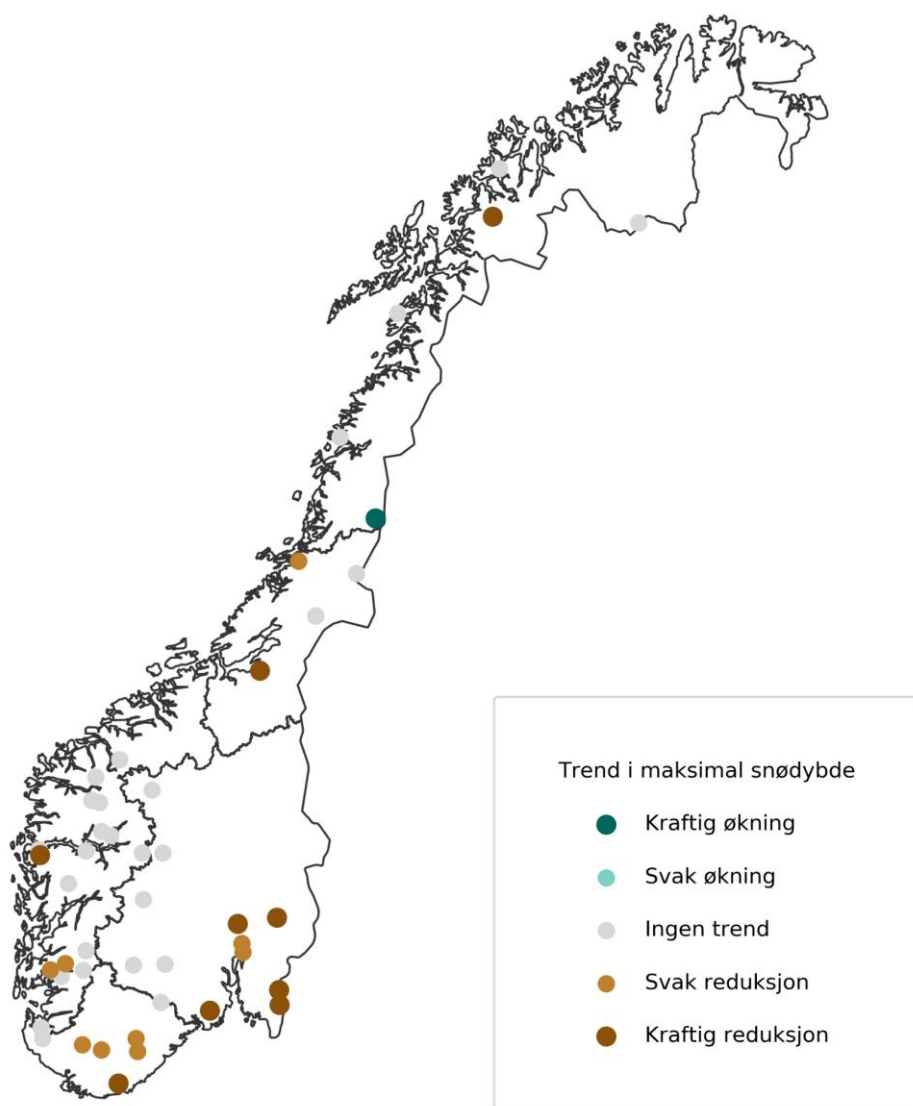 Trend i maksimal snødybde
Kraftig økning
Svak økning
Ingen trend
Svak reduksjon
Kraftig reduksjon